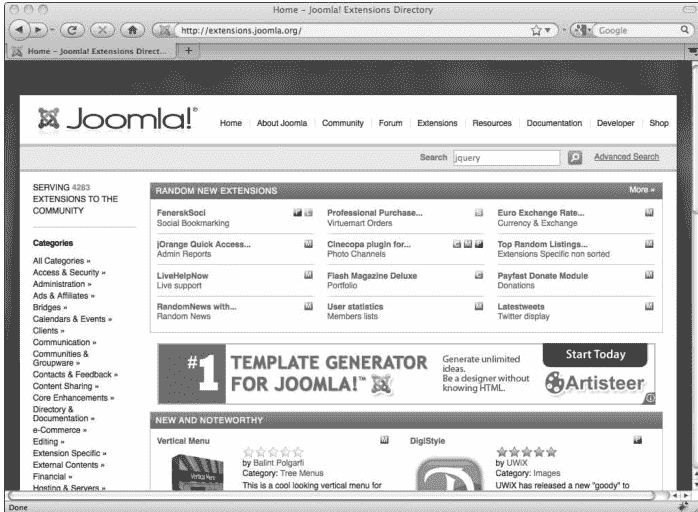 Home – Joomla! Extensions Directory
http://extensions.joomla.org/
Google
Home – Joomla! Extensions Direct...
Joomla!®
Home About Joomla Community Forum Extensions Resources Documentation Developer Shop
Search jquery Advanced Search
SERVING 4283
EXTENSIONS TO THE
COMMUNITY
Categories
All Categories »
Access & Security »
Administration »
Ads & Affiliates »
Bridges »
Calendars & Events »
Clients »
Communication »
Communities &
Groupware »
Contacts & Feedback »
Content Sharing »
Core Enhancements »
Directory &
Documentation »
e-Commerce »
Editing »
Extension Specific »
External Contents »
Financial »
Hosting & Servers »
RANDOM NEW EXTENSIONS More »
FenerskSoci Professional Purchase... Euro Exchange Rate...
Social Bookmarking Virtuemart Orders Currency & Exchange
jOrange Quick Access... Cinecopa plugin for... Top Random Listings...
Admin Reports Photo Channels Extensions Specific non sorted
LiveHelpNow Flash Magazine Deluxe Payfast Donate Module
Live support Portfolio Donations
RandomNews with... User statistics Latestweets
Random News Members lists Twitter display
#1 TEMPLATE GENERATOR
FOR JOOMLA!™
Generate unlimited
ideas.
Be a designer without
knowing HTML.
Start Today
Artisteer
NEW AND NOTEWORTHY
Vertical Menu DigiStyle
by Balint Polgarfi by UWiX
Category: Tree Menus Category: Images
This is a cool looking vertical menu for UWiX has released a new "goody" to
Vertical Menu
Done